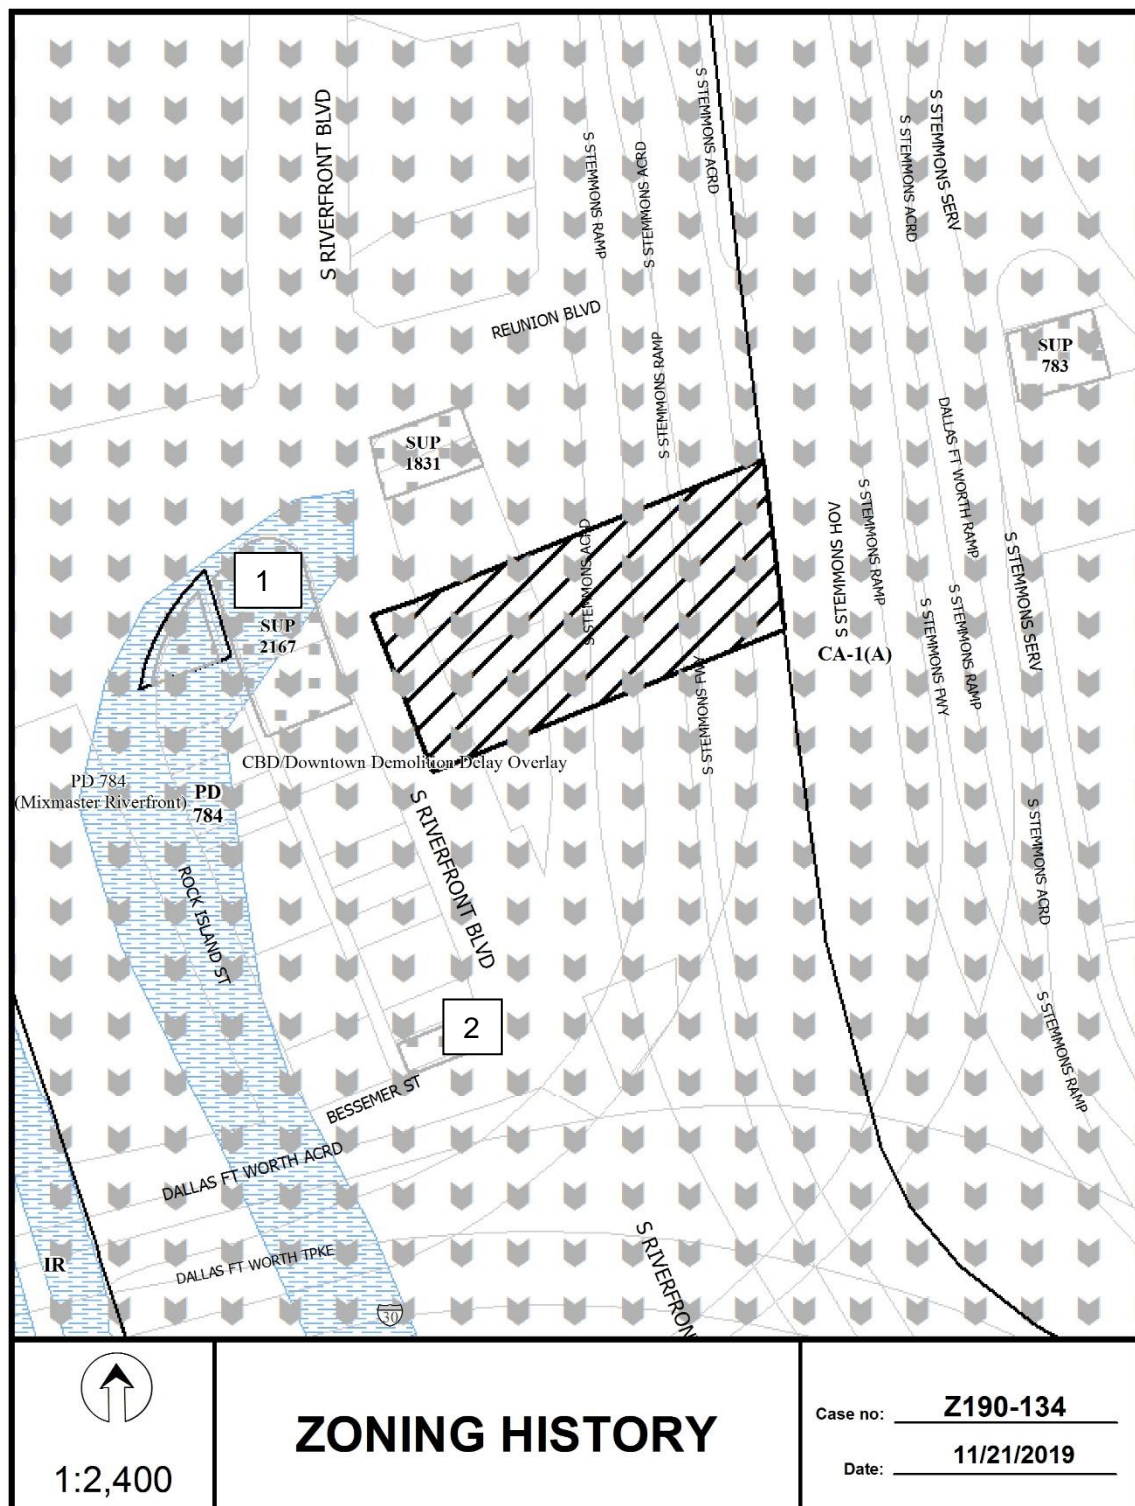 S RIVERFRONT BLVD
S STEMMONS RAMP
S STEMMONS ACRD
S STEMMONS ACRD
S STEMMONS ACRD
S STEMMONS SERV
REUNION BLVD
S STEMMONS RAMP
SUP
783
SUP
1831
DALLAS FT WORTH RAMP
S STEMMONS RAMP
S STEMMONS HOV
S STEMMONS ACRD
S STEMMONS SERV
1
SUP
2167
S STEMMONS FWY
S STEMMONS RAMP
CA-1(A)
S STEMMONS FWY
CBD/Downtown Demolition Delay Overlay
PD 784
(Mixmaster Riverfront)
PD
784
S RIVERFRONT BLVD
S STEMMONS ACRD
ROCK ISLAND ST
2
S STEMMONS RAMP
BESSEMER ST
DALLAS FT WORTH ACRD
DALLAS FT WORTH TPKE
S RIVERFRON
IR
30
1:2,400
ZONING HISTORY
Case no: Z190-134
Date: 11/21/2019